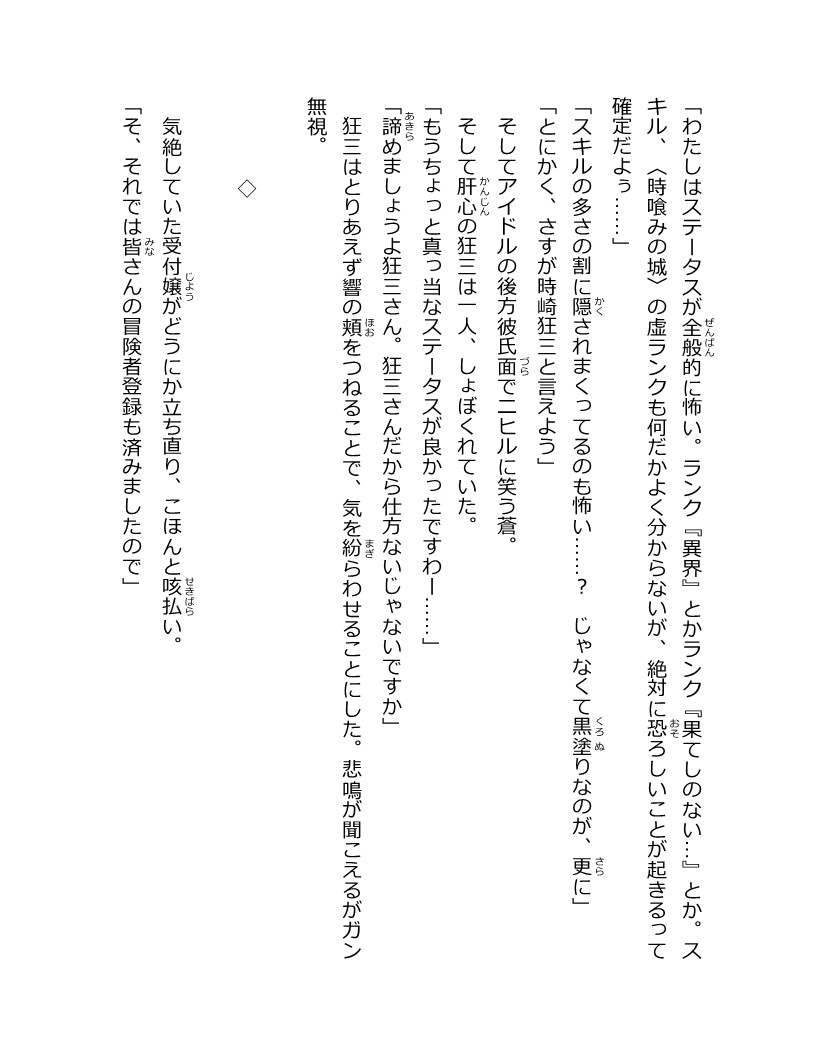 「わたしはステータスが全般的に怖い。ランク『異界』とかランク『果てしのない…』とか。ス
キル、〈時喰みの城〉の虚ランクも何だかよく分からないが、絶対に恐ろしいことが起きるって
確定だよぅ……」
「スキルの多さの割に隠されまくってるのも怖い……？　じゃなくて黒塗りなのが、更に」
「とにかく、さすが時崎狂三と言えよう」
　そしてアイドルの後方彼氏面でニヒルに笑う蒼。
　そして肝心の狂三は一人、しょぼくれていた。
「もうちょっと真っ当なステータスが良かったですわー……」
「諦めましょうよ狂三さん。狂三さんだから仕方ないじゃないですか」
　狂三はとりあえず響の頬をつねることで、気を紛らわせることにした。悲鳴が聞こえるがガン
無視。
◇
　気絶していた受付嬢がどうにか立ち直り、こほんと咳払い。
「そ、それでは皆さんの冒険者登録も済みましたので」